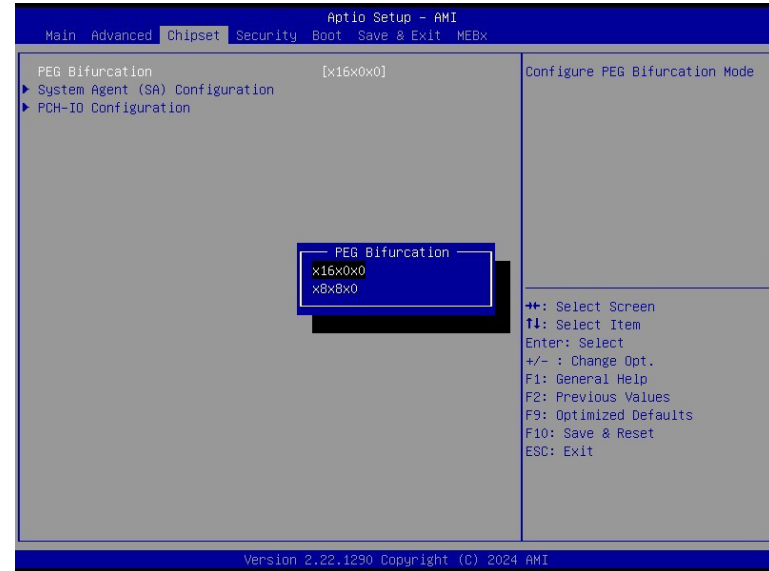 Aptio Setup - AMI
Main Advanced Chipset Security Boot Save & Exit MEBx
PEG Bifurcation [x16x0x0]
System Agent (SA) Configuration
PCH-IO Configuration
Configure PEG Bifurcation Mode
PEG Bifurcation
x16x0x0
x8x8x0
→←: Select Screen
↑↓: Select Item
Enter: Select
+/- : Change Opt.
F1: General Help
F2: Previous Values
F9: Optimized Defaults
F10: Save & Reset
ESC: Exit
Version 2.22.1290 Copyright (C) 2024 AMI